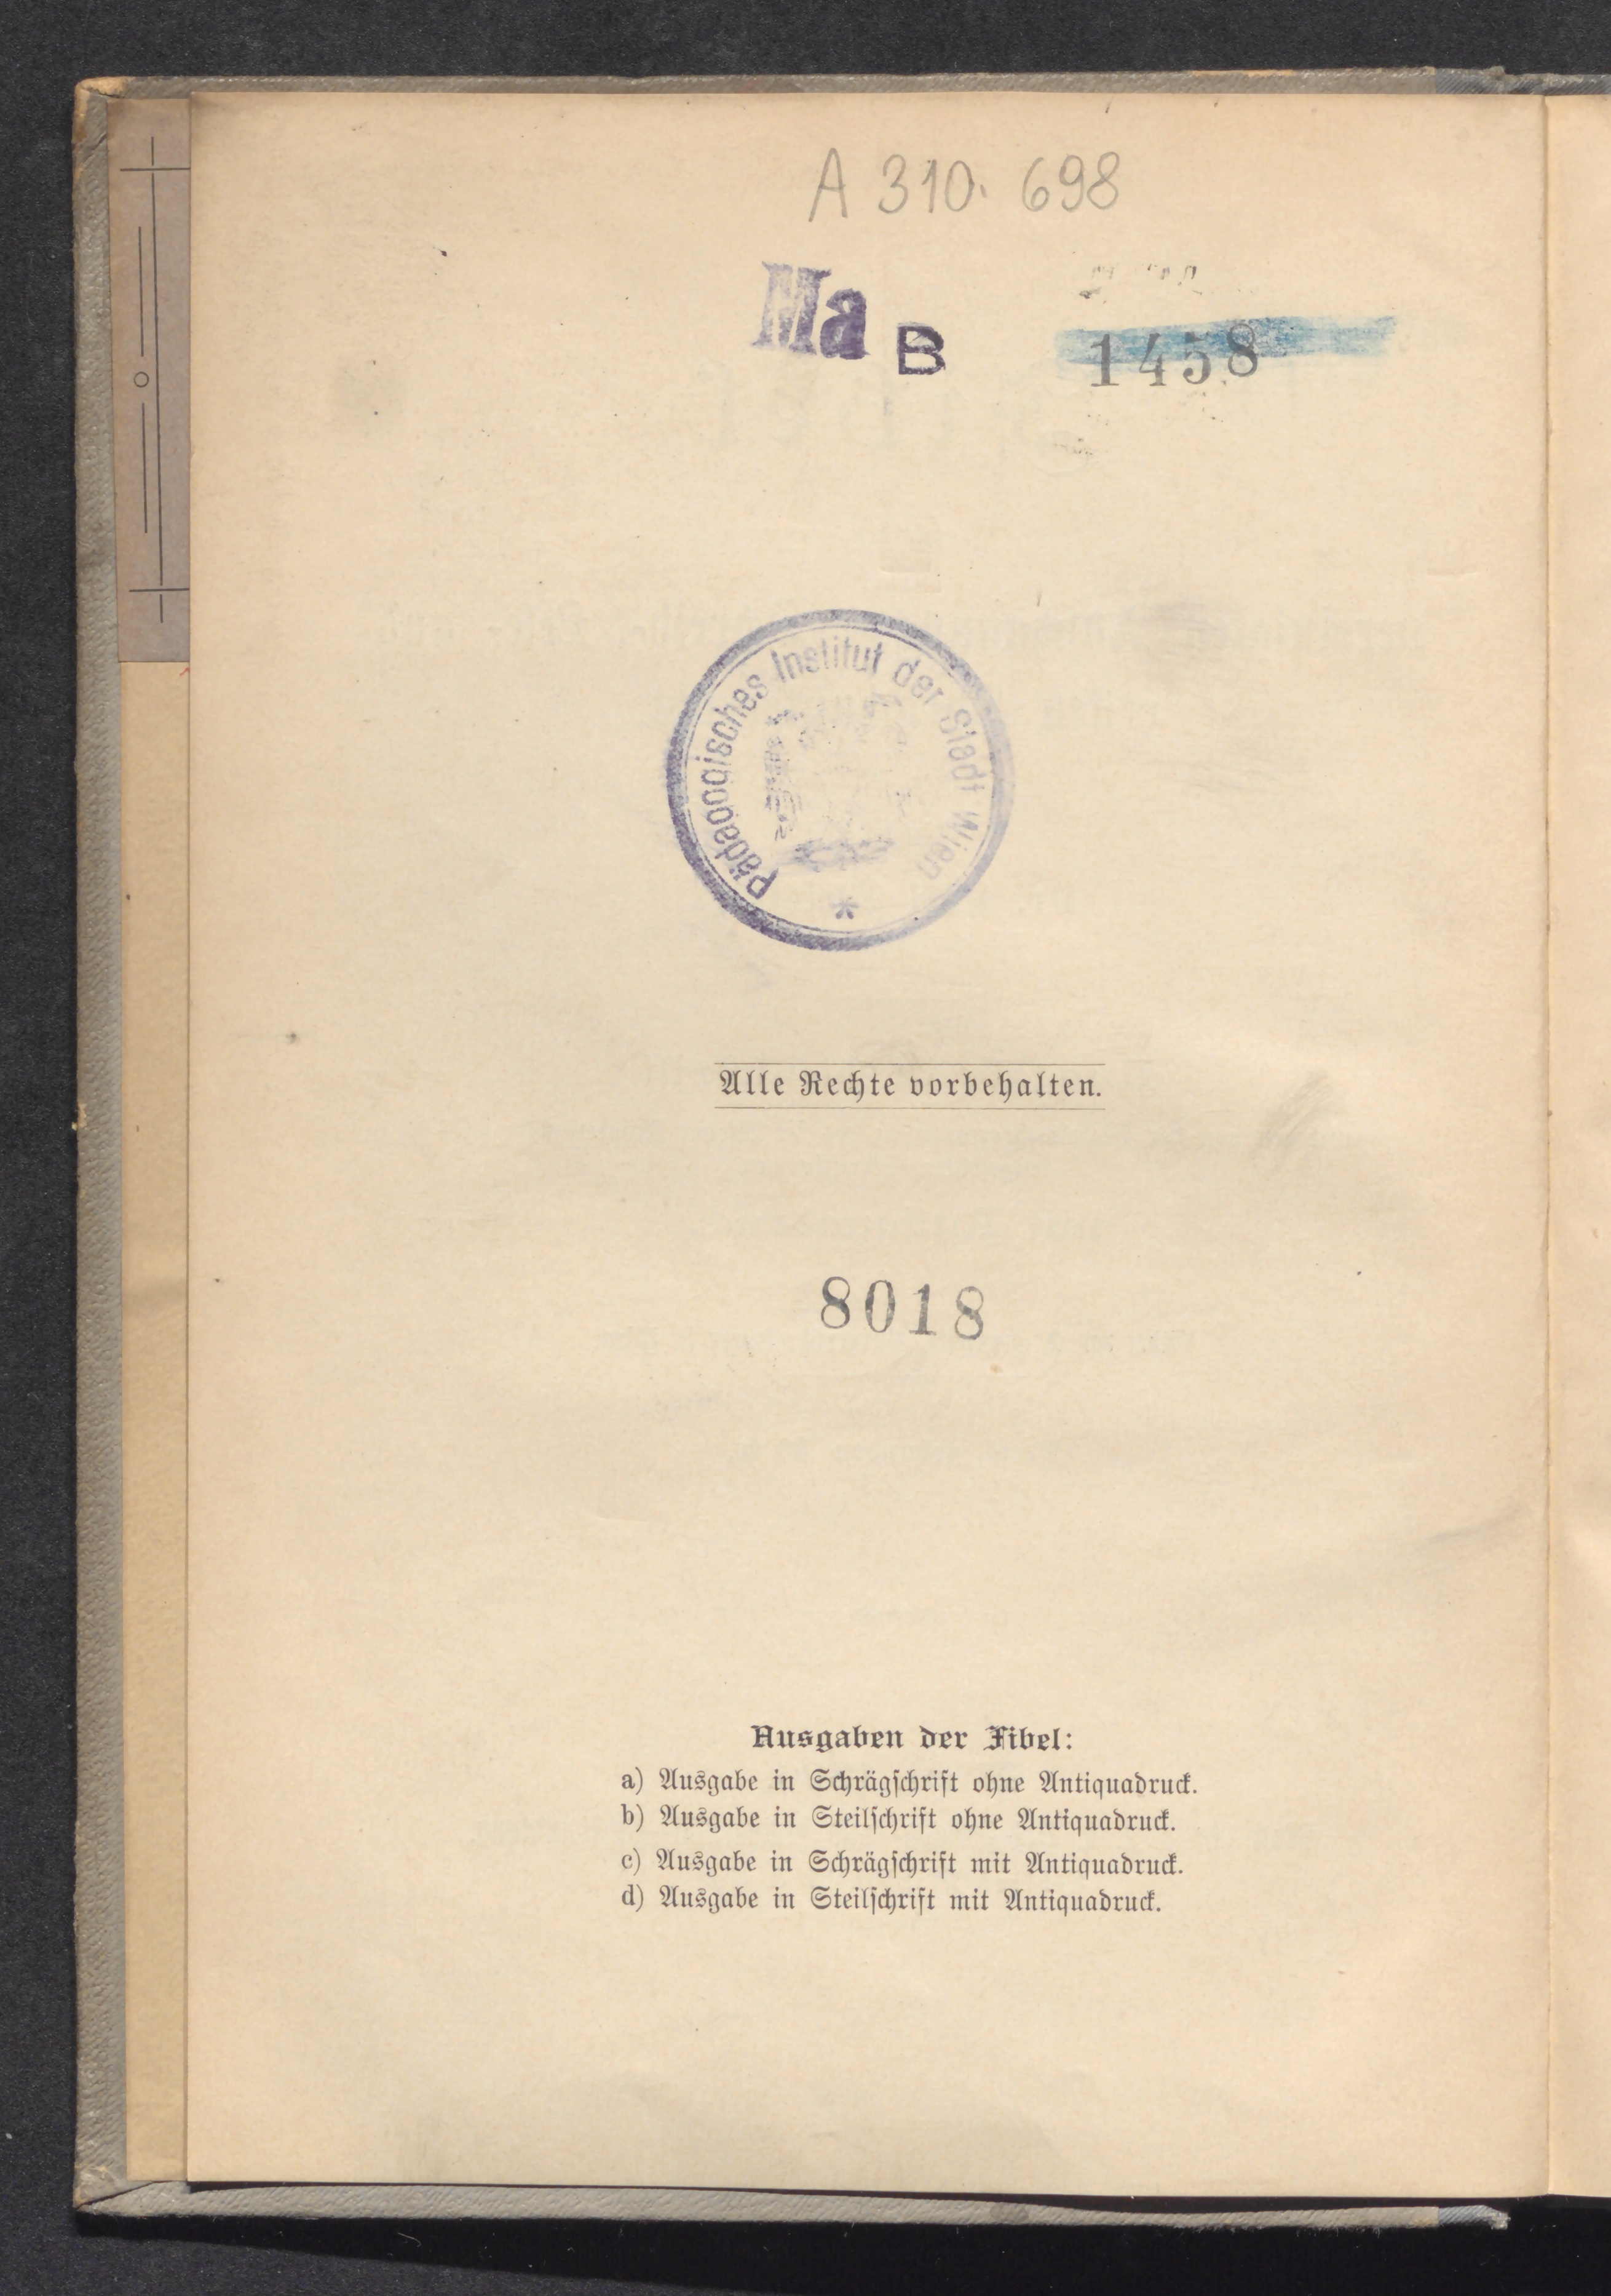 A 310. 698
Ma B 1458
Pädagogisches Institut der Stadt Wien *
Alle Rechte vorbehalten.
8018
Ausgaben der Fibel:
a) Ausgabe in Schrägschrift ohne Antiquadruck.
b) Ausgabe in Steilschrift ohne Antiquadruck.
c) Ausgabe in Schrägschrift mit Antiquadruck.
d) Ausgabe in Steilschrift mit Antiquadruck.